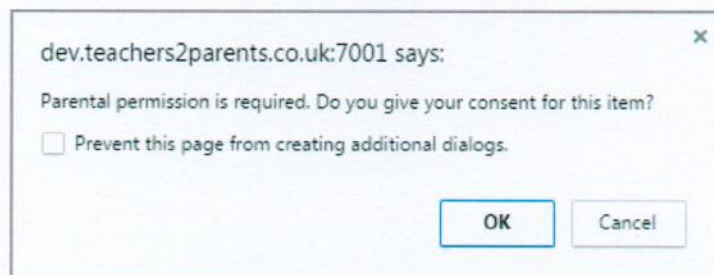 dev.teachers2parents.co.uk:7001 says:
Parental permission is required. Do you give your consent for this item?
Prevent this page from creating additional dialogs.
OK Cancel